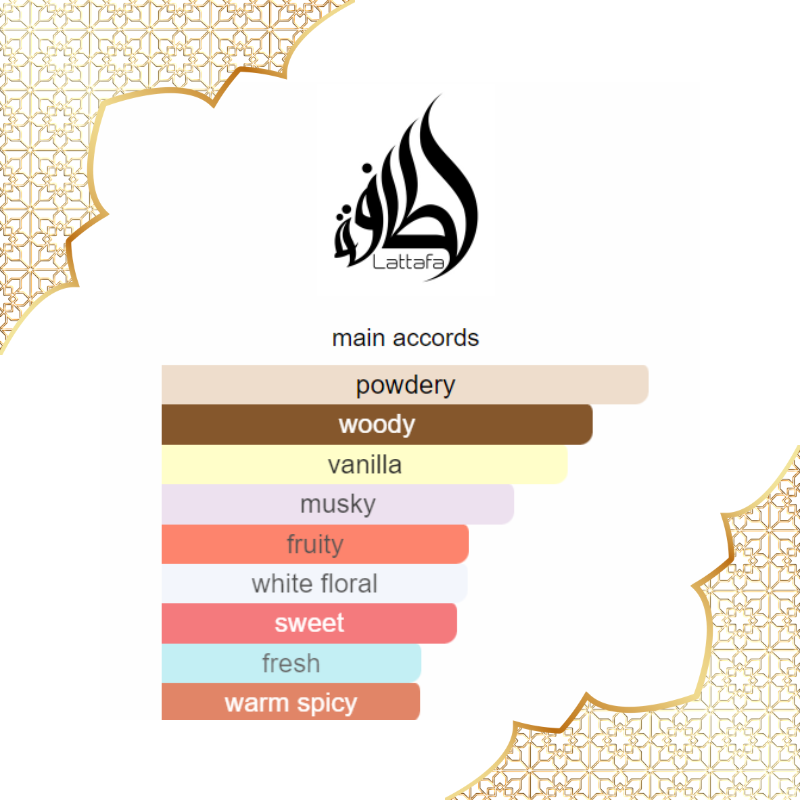 لطافة
Lattafa
main accords
powdery
woody
vanilla
musky
fruity
white floral
sweet
fresh
warm spicy